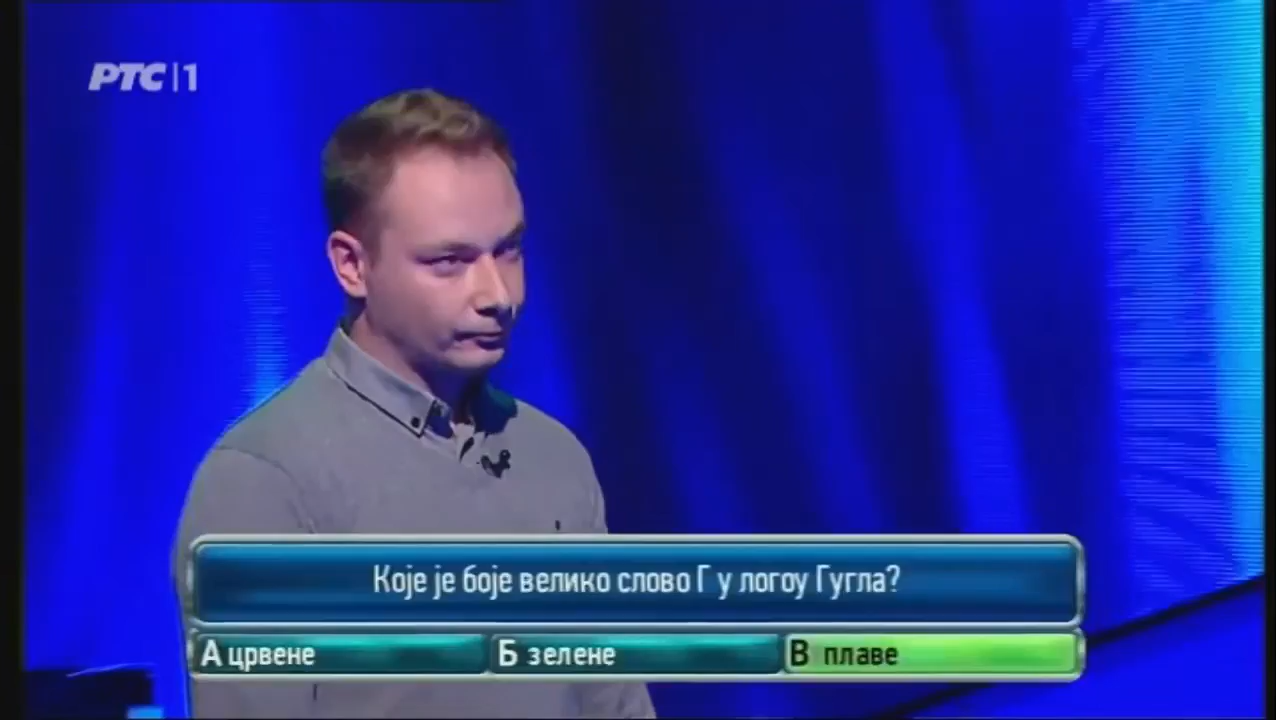 РТС|1
Које је боје велико слово Г у логоу Гугла?
А црвене
Б зелене
В плаве